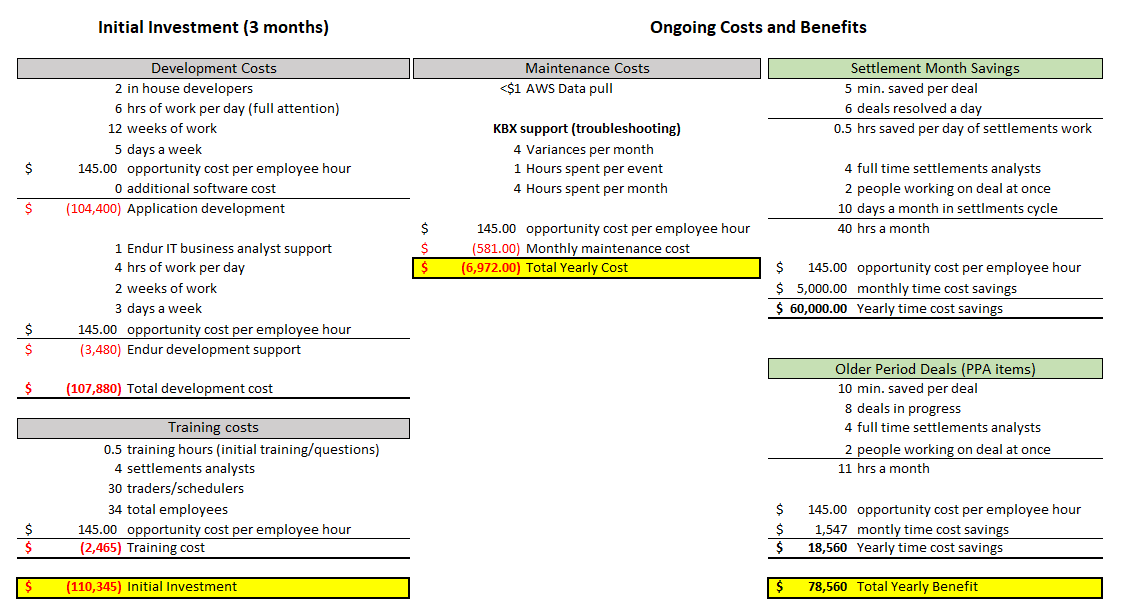 Initial Investment (3 months)
Ongoing Costs and Benefits
Development Costs
2 in house developers
6 hrs of work per day (full attention)
12 weeks of work
5 days a week
$ 145.00 opportunity cost per employee hour
0 additional software cost
$ (104,400) Application development
1 Endur IT business analyst support
4 hrs of work per day
2 weeks of work
3 days a week
$ 145.00 opportunity cost per employee hour
$ (3,480) Endur development support
$ (107,880) Total development cost
Training costs
0.5 training hours (initial training/questions)
4 settlements analysts
30 traders/schedulers
34 total employees
$ 145.00 opportunity cost per employee hour
$ (2,465) Training cost
$ (110,345) Initial Investment
Maintenance Costs
<$1 AWS Data pull
KBX support (troubleshooting)
4 Variances per month
1 Hours spent per event
4 Hours spent per month
$ 145.00 opportunity cost per employee hour
$ (581.00) Monthly maintenance cost
$ (6,972.00) Total Yearly Cost
Settlement Month Savings
5 min. saved per deal
6 deals resolved a day
0.5 hrs saved per day of settlements work
4 full time settlements analysts
2 people working on deal at once
10 days a month in settlments cycle
40 hrs a month
$ 145.00 opportunity cost per employee hour
$ 5,000.00 monthly time cost savings
$ 60,000.00 Yearly time cost savings
Older Period Deals (PPA items)
10 min. saved per deal
8 deals in progress
4 full time settlements analysts
2 people working on deal at once
11 hrs a month
$ 145.00 opportunity cost per employee hour
$ 1,547 montly time cost savings
$ 18,560 Yearly time cost savings
$ 78,560 Total Yearly Benefit